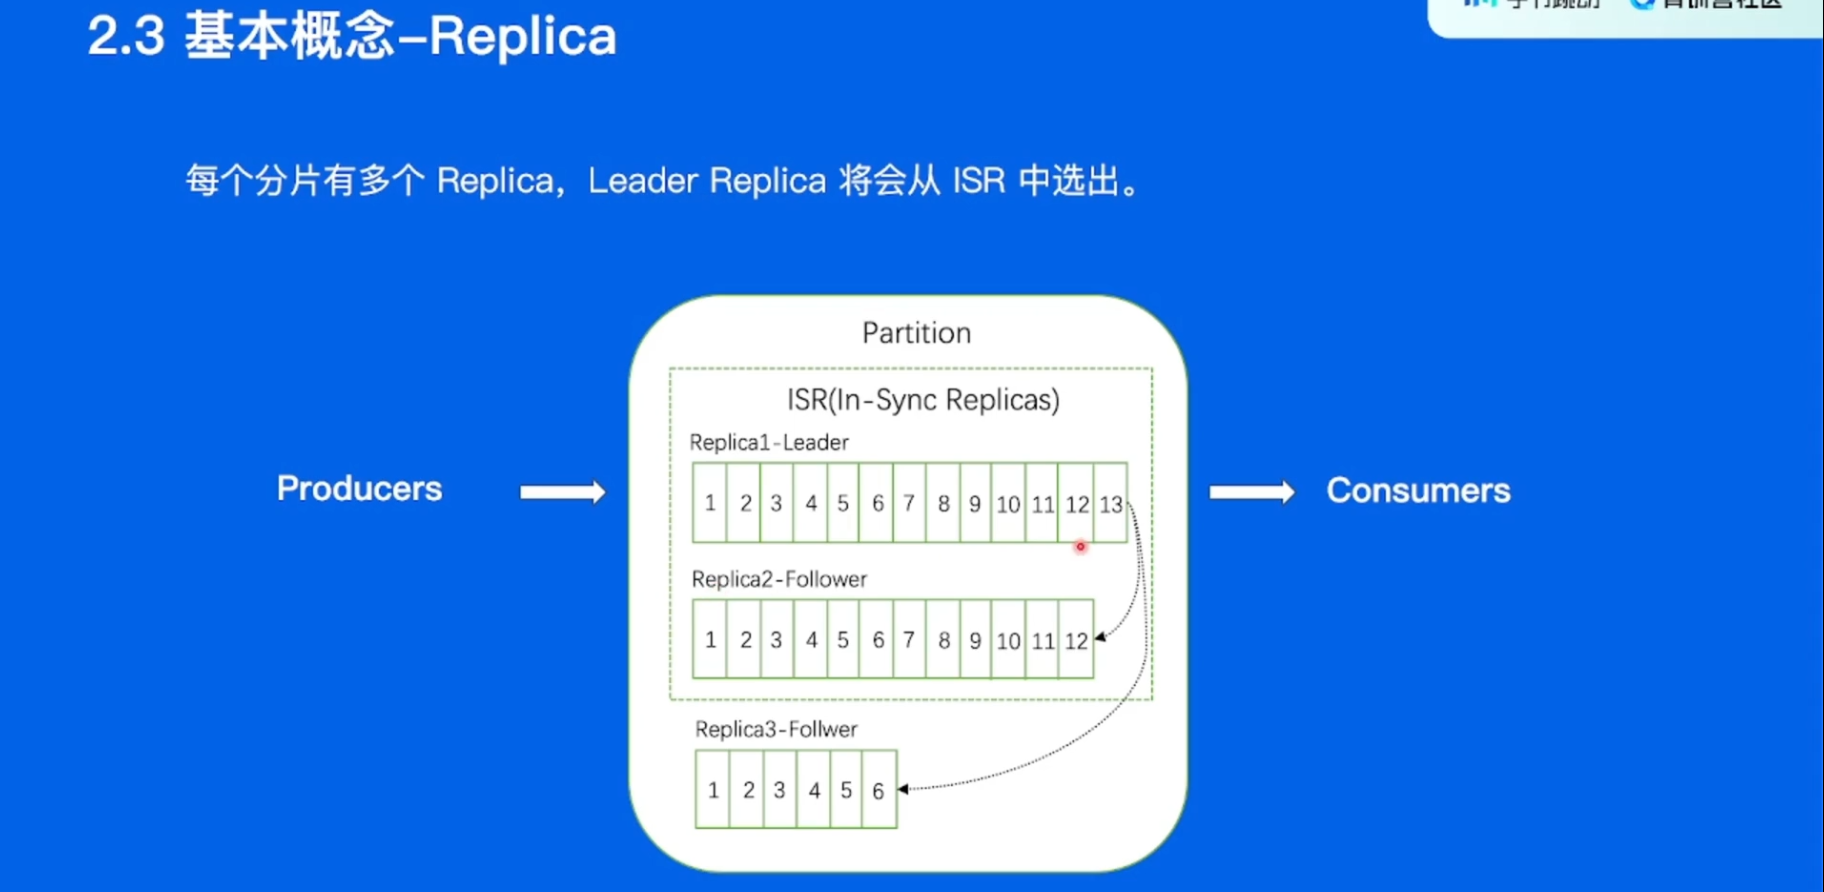 2.3 基本概念-Replica
每个分片有多个 Replica，Leader Replica 将会从 ISR 中选出。
Partition
ISR(In-Sync Replicas)
Replica1-Leader
1 2 3 4 5 6 7 8 9 10 11 12 13
Producers
Consumers
Replica2-Follower
1 2 3 4 5 6 7 8 9 10 11 12
Replica3-Follwer
1 2 3 4 5 6